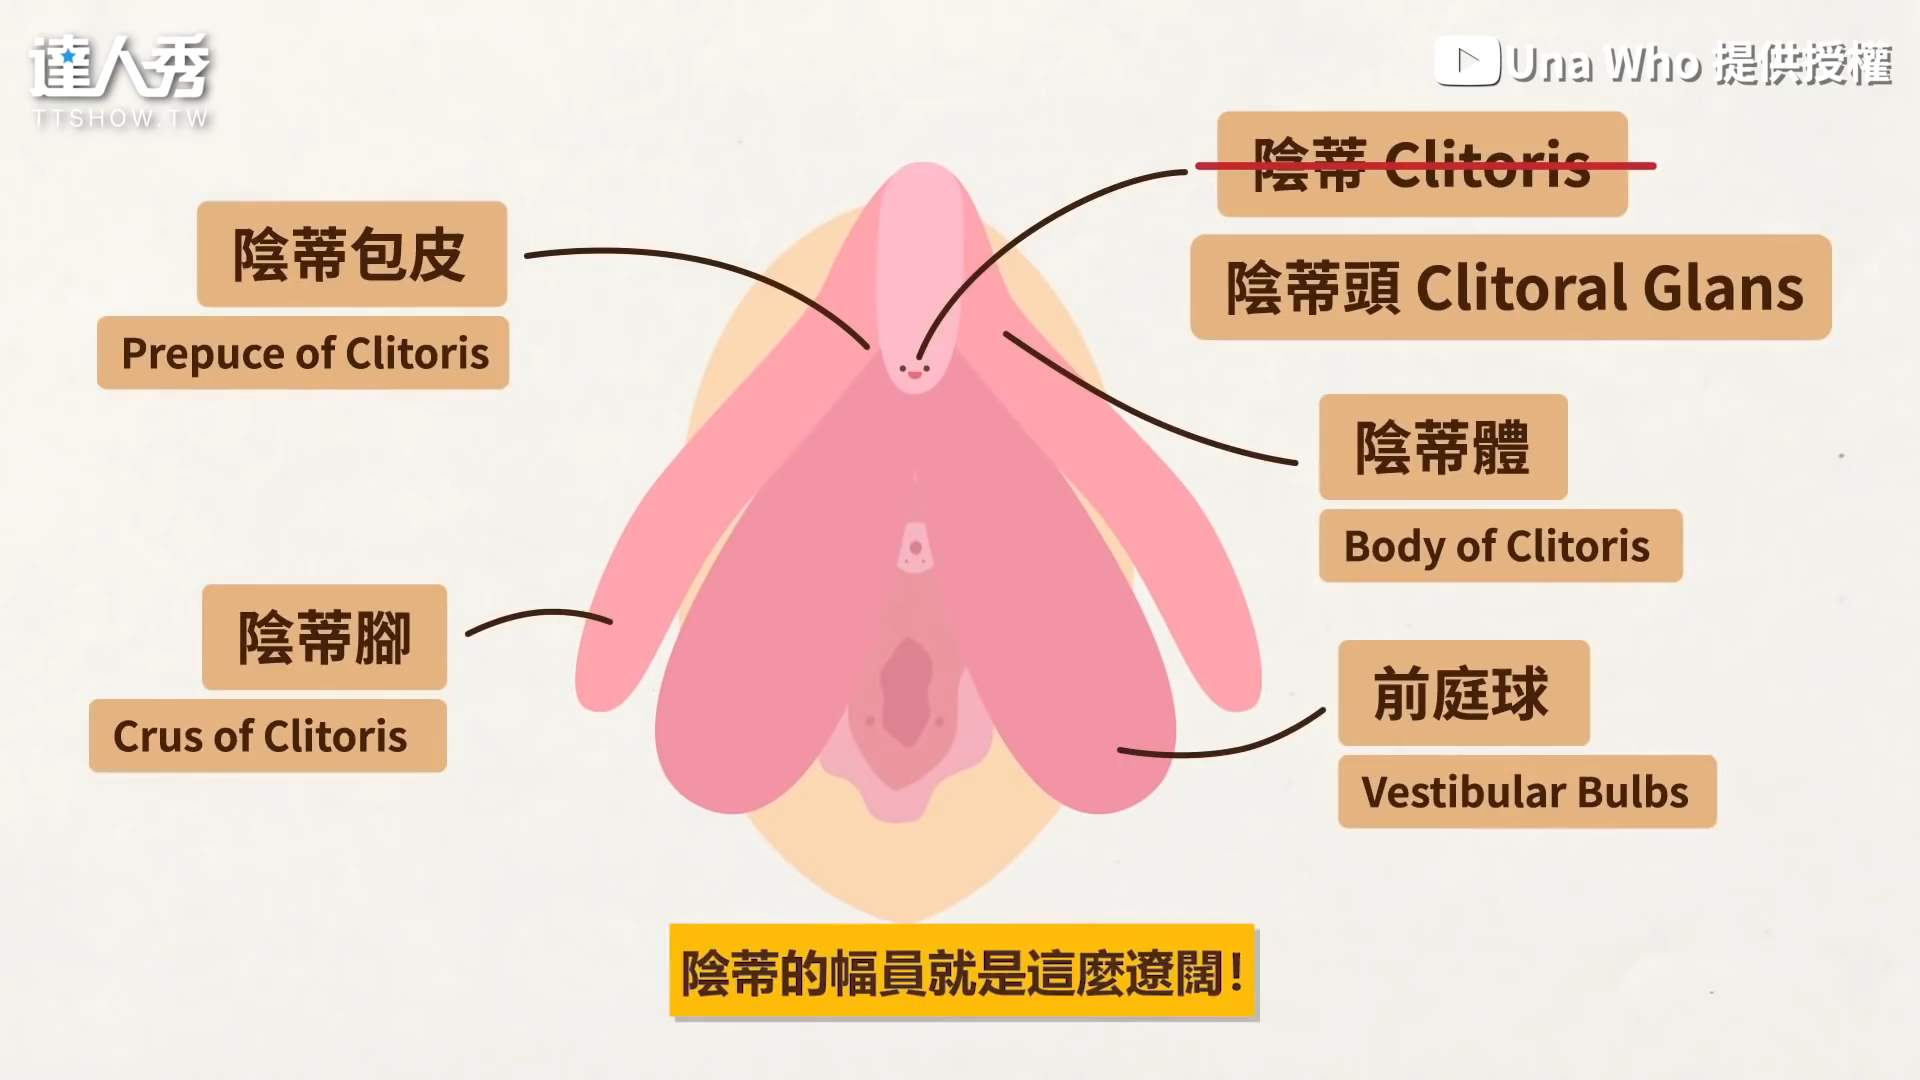 達人秀
TTSHOW.TW
Una Who 提供授權
陰蒂 Clitoris
陰蒂頭 Clitoral Glans
陰蒂包皮
Prepuce of Clitoris
陰蒂體
Body of Clitoris
陰蒂腳
Crus of Clitoris
前庭球
Vestibular Bulbs
陰蒂的幅員就是這麼遼闊！